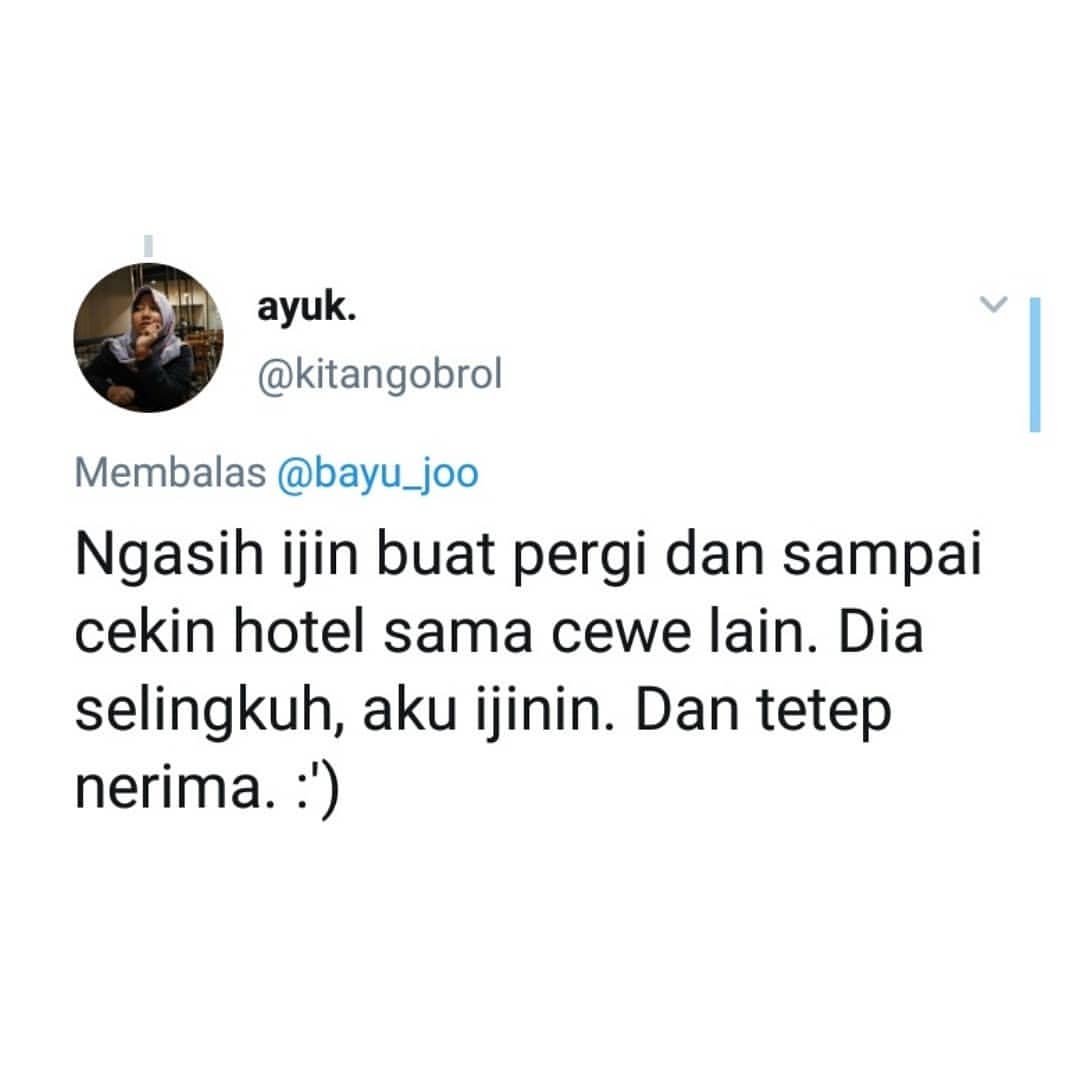 ayuk.
@kitangobrol
Membalas @bayu_joo
Ngasih ijin buat pergi dan sampai
cekin hotel sama cewe lain. Dia
selingkuh, aku ijinin. Dan tetep
nerima. :')